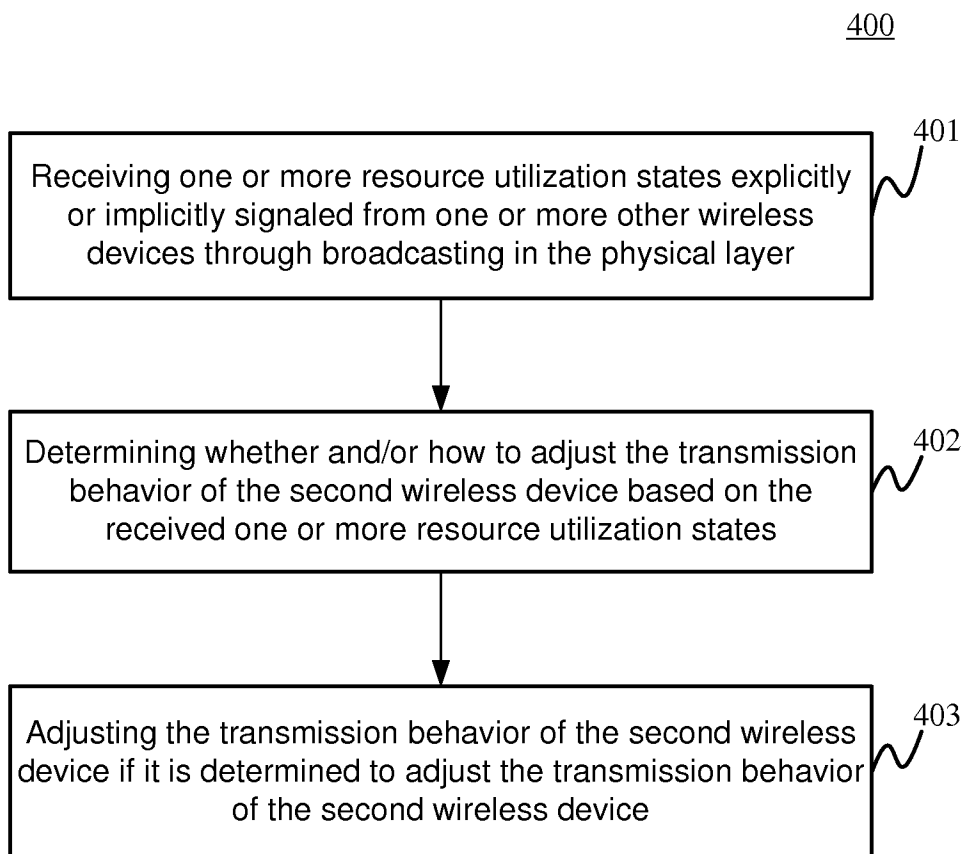 400
401
Receiving one or more resource utilization states explicitly
or implicitly signaled from one or more other wireless
devices through broadcasting in the physical layer
402
Determining whether and/or how to adjust the transmission
behavior of the second wireless device based on the
received one or more resource utilization states
403
Adjusting the transmission behavior of the second wireless
device if it is determined to adjust the transmission behavior
of the second wireless device